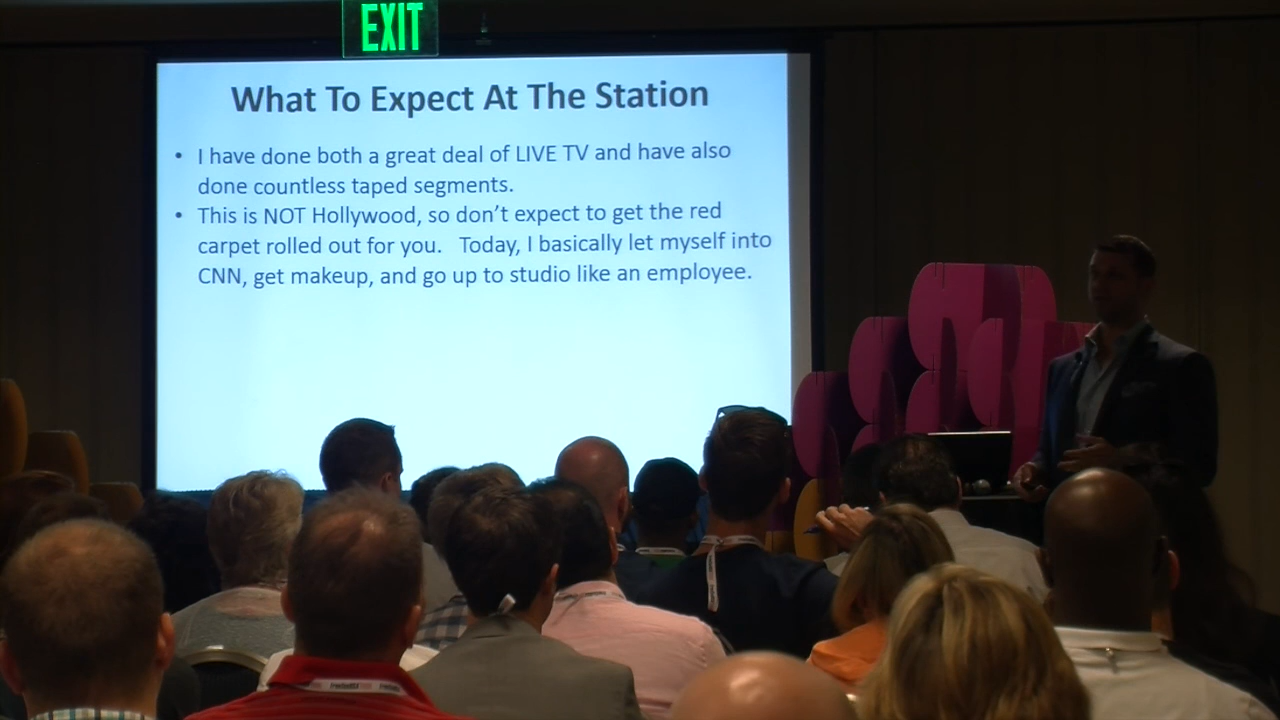 EXIT
What To Expect At The Station
• I have done both a great deal of LIVE TV and have also
done countless taped segments.
• This is NOT Hollywood, so don’t expect to get the red
carpet rolled out for you.   Today, I basically let myself into
CNN, get makeup, and go up to studio like an employee.